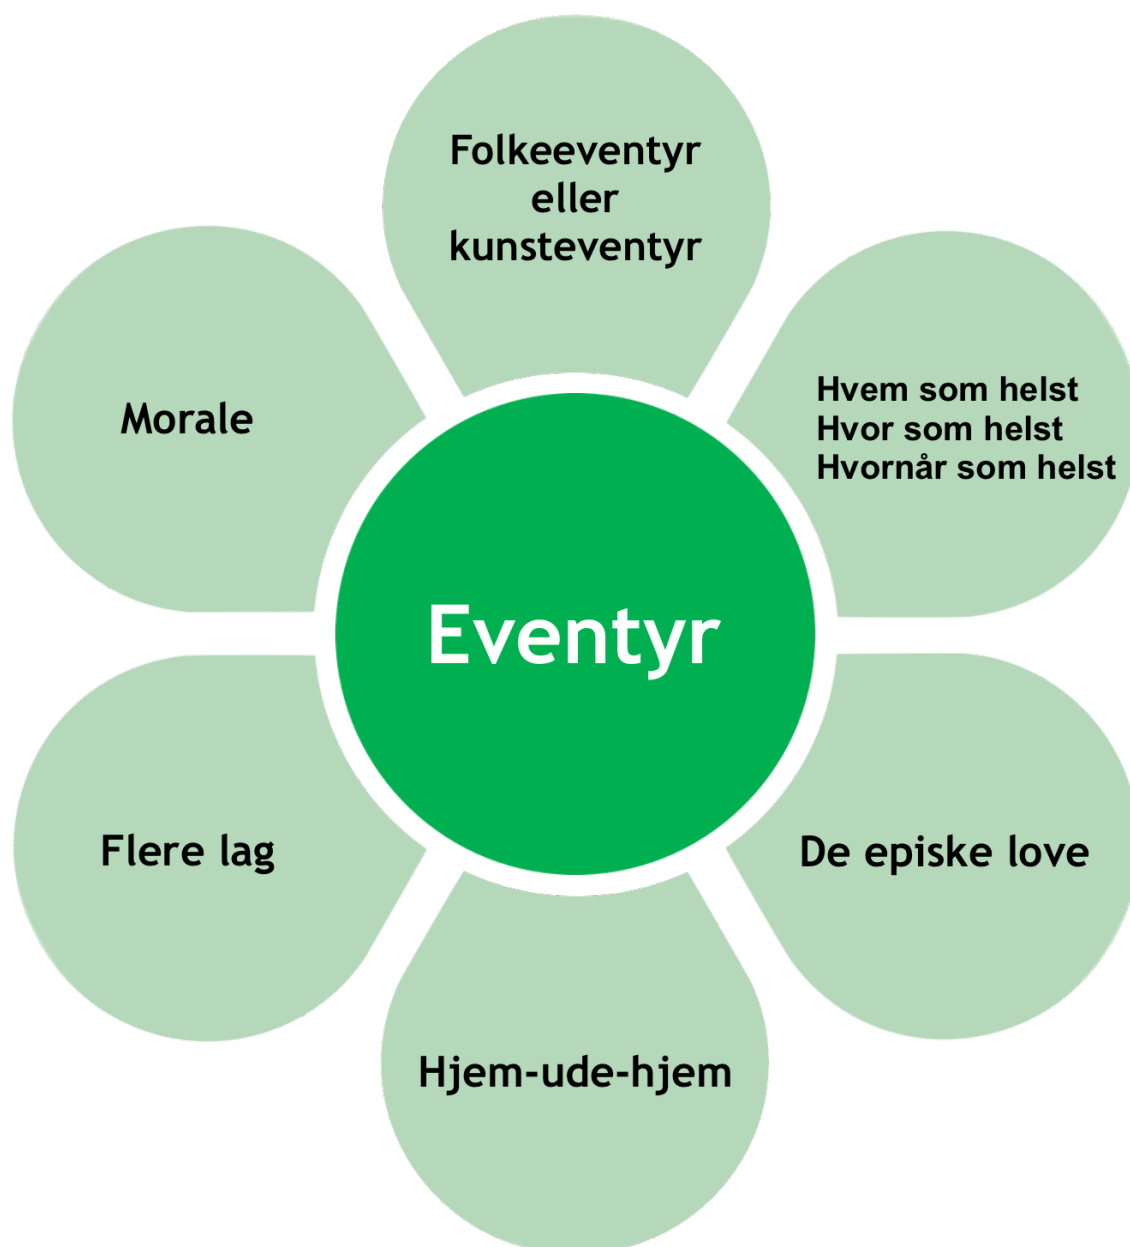 Folkeeventyr
eller
kunsteventyr
Hvem som helst
Hvor som helst
Hvornår som helst
De episke love
Hjem-ude-hjem
Flere lag
Morale
Eventyr